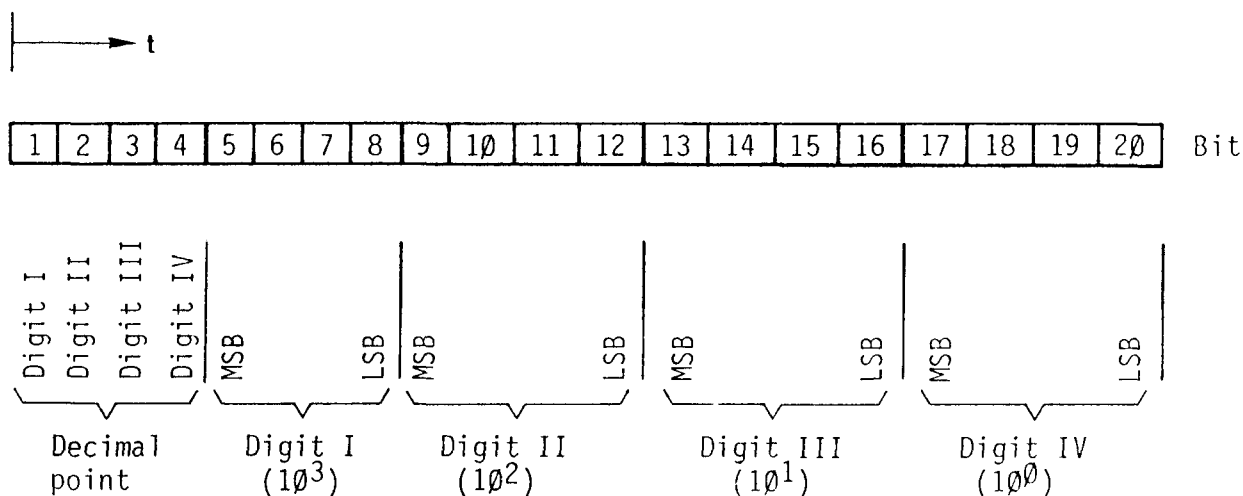 t
1 2 3 4 5 6 7 8 9 1Ø 11 12 13 14 15 16 17 18 19 2Ø Bit
Digit I
Digit II
Digit III
Digit IV
MSB
LSB
MSB
LSB
MSB
LSB
MSB
LSB
Decimal point
Digit I
(1Ø³)
Digit II
(1Ø²)
Digit III
(1Ø¹)
Digit IV
(1Ø⁰)